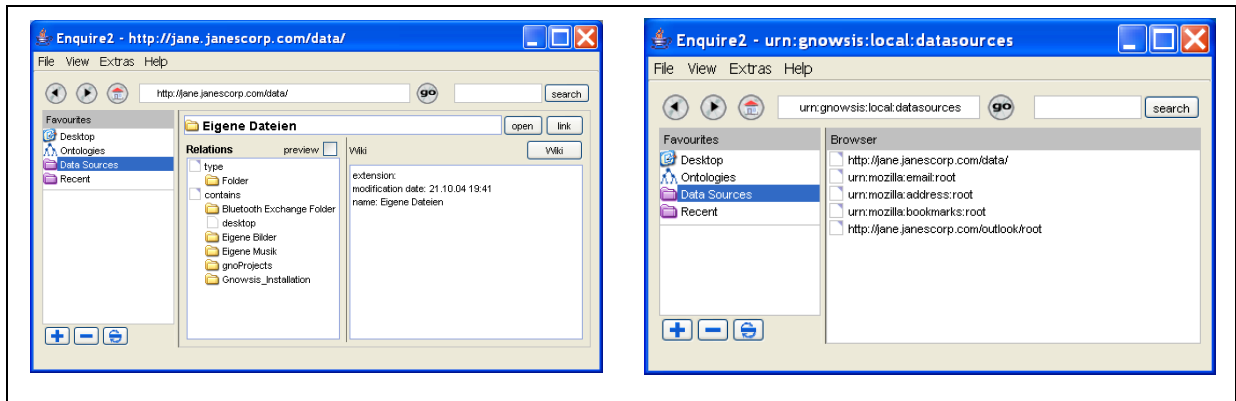 Enquire2 - http://jane.janescorp.com/data/
File View Extras Help
http://jane.janescorp.com/data/ go search
Favourites
Desktop
Ontologies
Data Sources
Recent
Eigene Dateien open link
Relations preview
type
Folder
contains
Bluetooth Exchange Folder
desktop
Eigene Bilder
Eigene Musik
gnoProjects
Gnowsis_Installation
Wiki Wiki
extension:
modification date: 21.10.04 19:41
name: Eigene Dateien
Enquire2 - urn:gnowsis:local:datasources
File View Extras Help
urn:gnowsis:local:datasources go search
Favourites
Desktop
Ontologies
Data Sources
Recent
Browser
http://jane.janescorp.com/data/
urn:mozilla:email:root
urn:mozilla:address:root
urn:mozilla:bookmarks:root
http://jane.janescorp.com/outlook/root